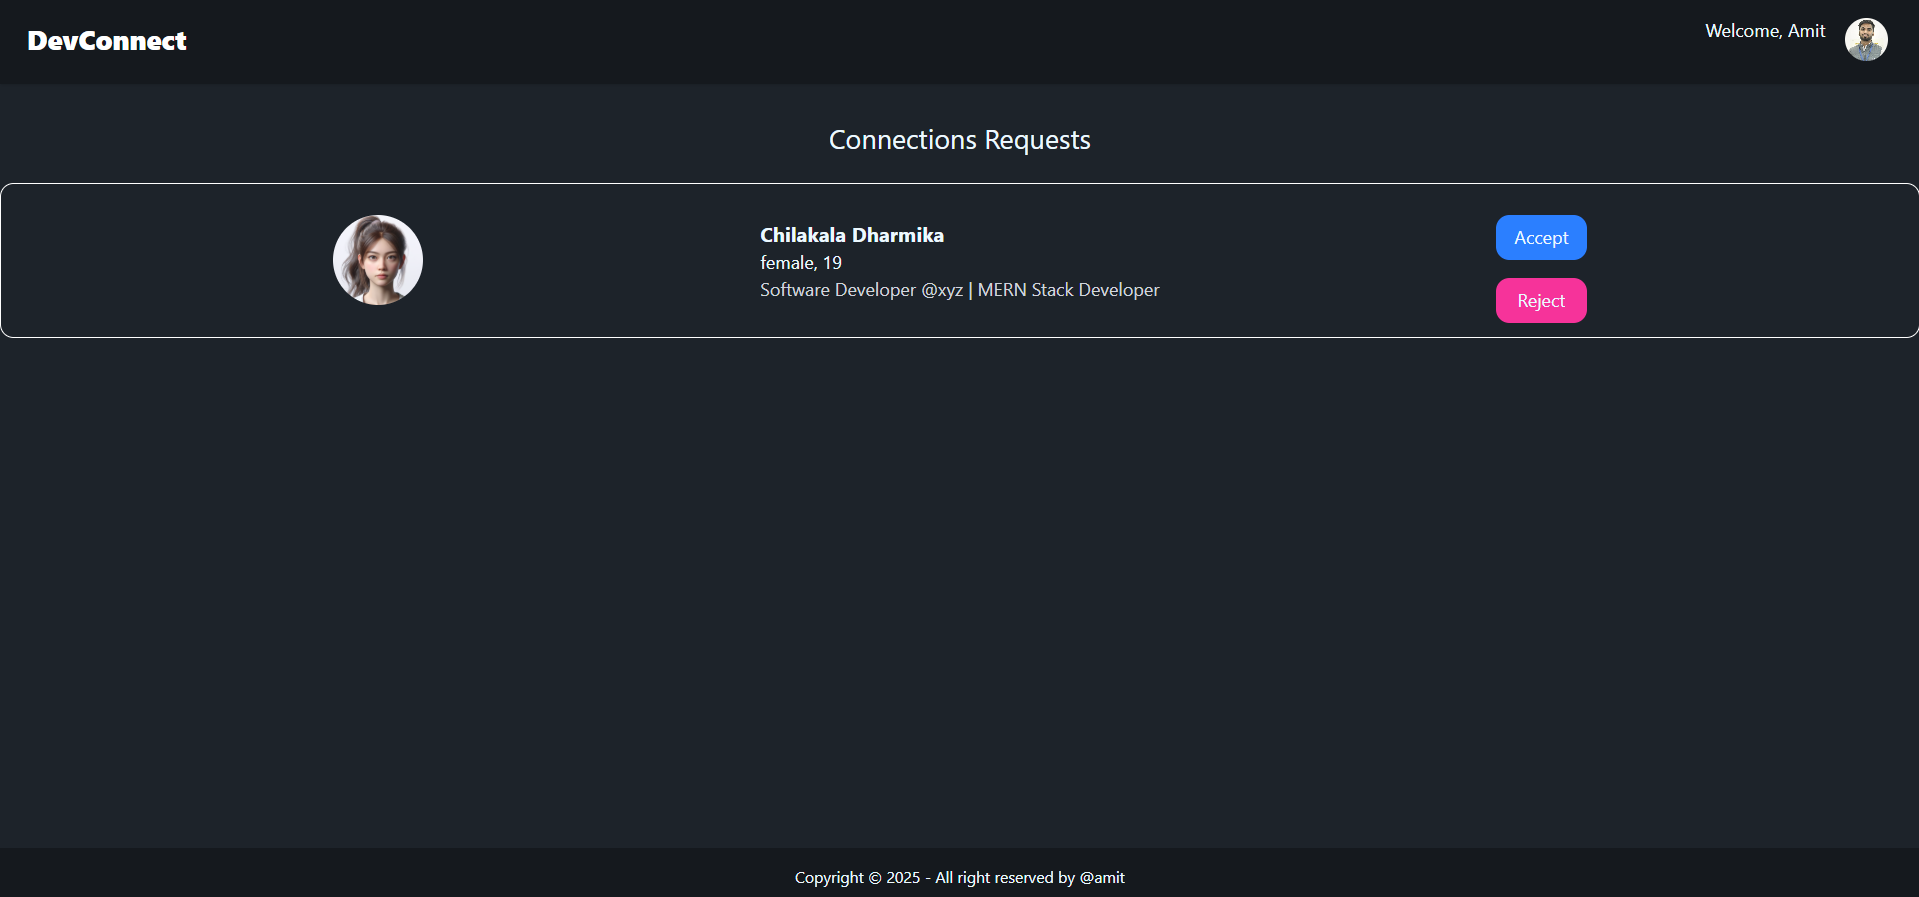 DevConnect
Welcome, Amit
Connections Requests
Chilakala Dharmika
female, 19
Software Developer @xyz | MERN Stack Developer
Accept
Reject
Copyright © 2025 - All right reserved by @amit